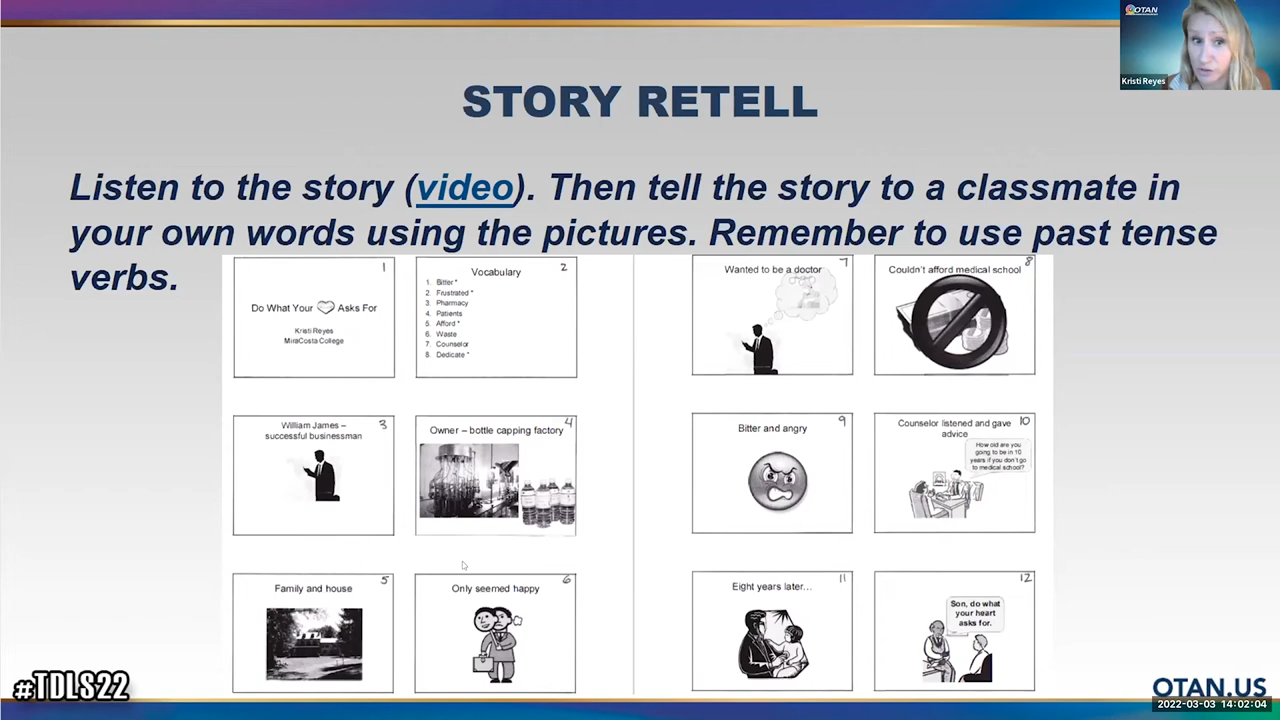 OTAN
Kristi Reyes
STORY RETELL
Listen to the story (video). Then tell the story to a classmate in
your own words using the pictures. Remember to use past tense
verbs.
1
Do What Your Asks For
Kristi Reyes
MiraCosta College
2
Vocabulary
1. Bitter *
2. Frustrated *
3. Pharmacy
4. Patients
5. Afford *
6. Waste
7. Counselor
8. Dedicate *
3
William James –
successful businessman
4
Owner – bottle capping factory
5
Family and house
6
Only seemed happy
7
Wanted to be a doctor
8
Couldn't afford medical school
9
Bitter and angry
10
Counselor listened and gave
advice
How old are you
going to be in 10
years if you don't go
to medical school?
11
Eight years later...
12
Son, do what
your heart
asks for.
#TDLS22
OTAN.US
2022-03-03 14:02:04